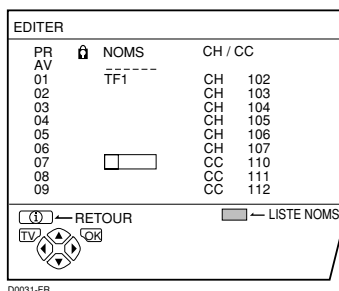 EDITER
PR NOMS CH / CC
AV ------
01 TF1 CH 102
02 CH 103
03 CH 104
04 CH 105
05 CH 106
06 CH 107
07 CC 110
08 CC 111
09 CC 112
i RETOUR LISTE NOMS
TV OK
D0031-FR